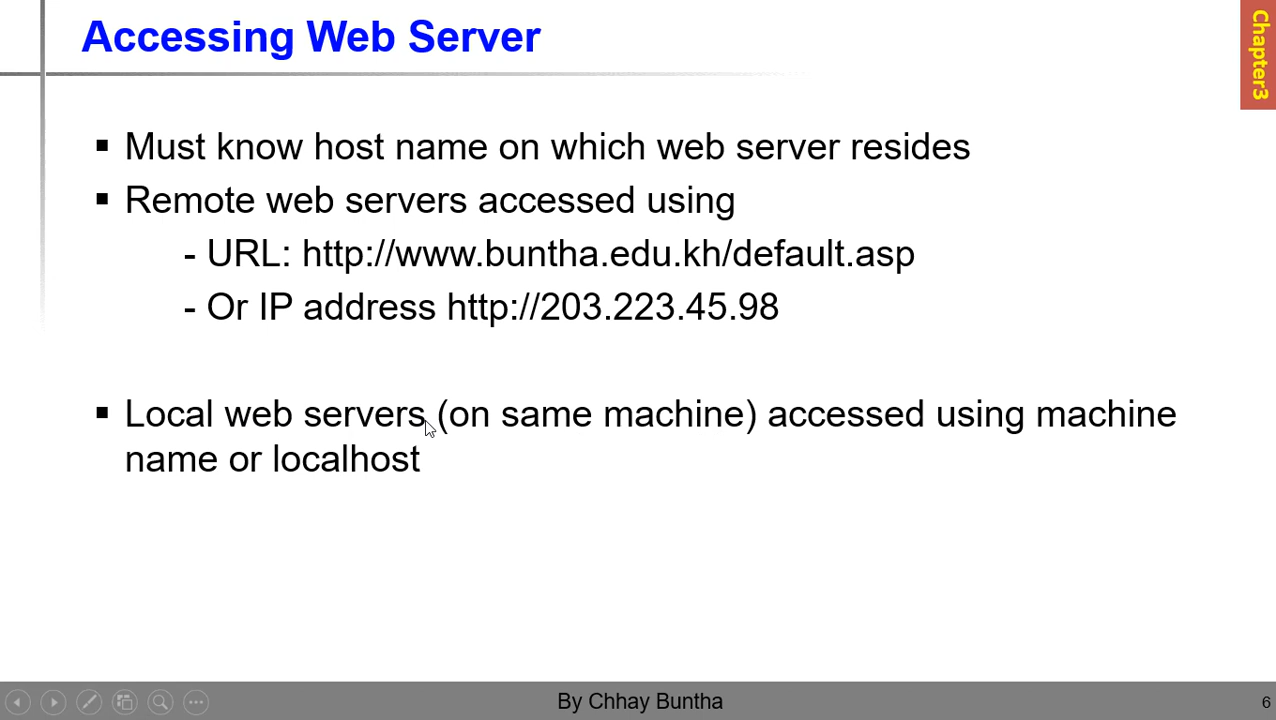 Accessing Web Server
Chapter3
▪ Must know host name on which web server resides
▪ Remote web servers accessed using
- URL: http://www.buntha.edu.kh/default.asp
- Or IP address http://203.223.45.98
▪ Local web servers (on same machine) accessed using machine
name or localhost
By Chhay Buntha
6